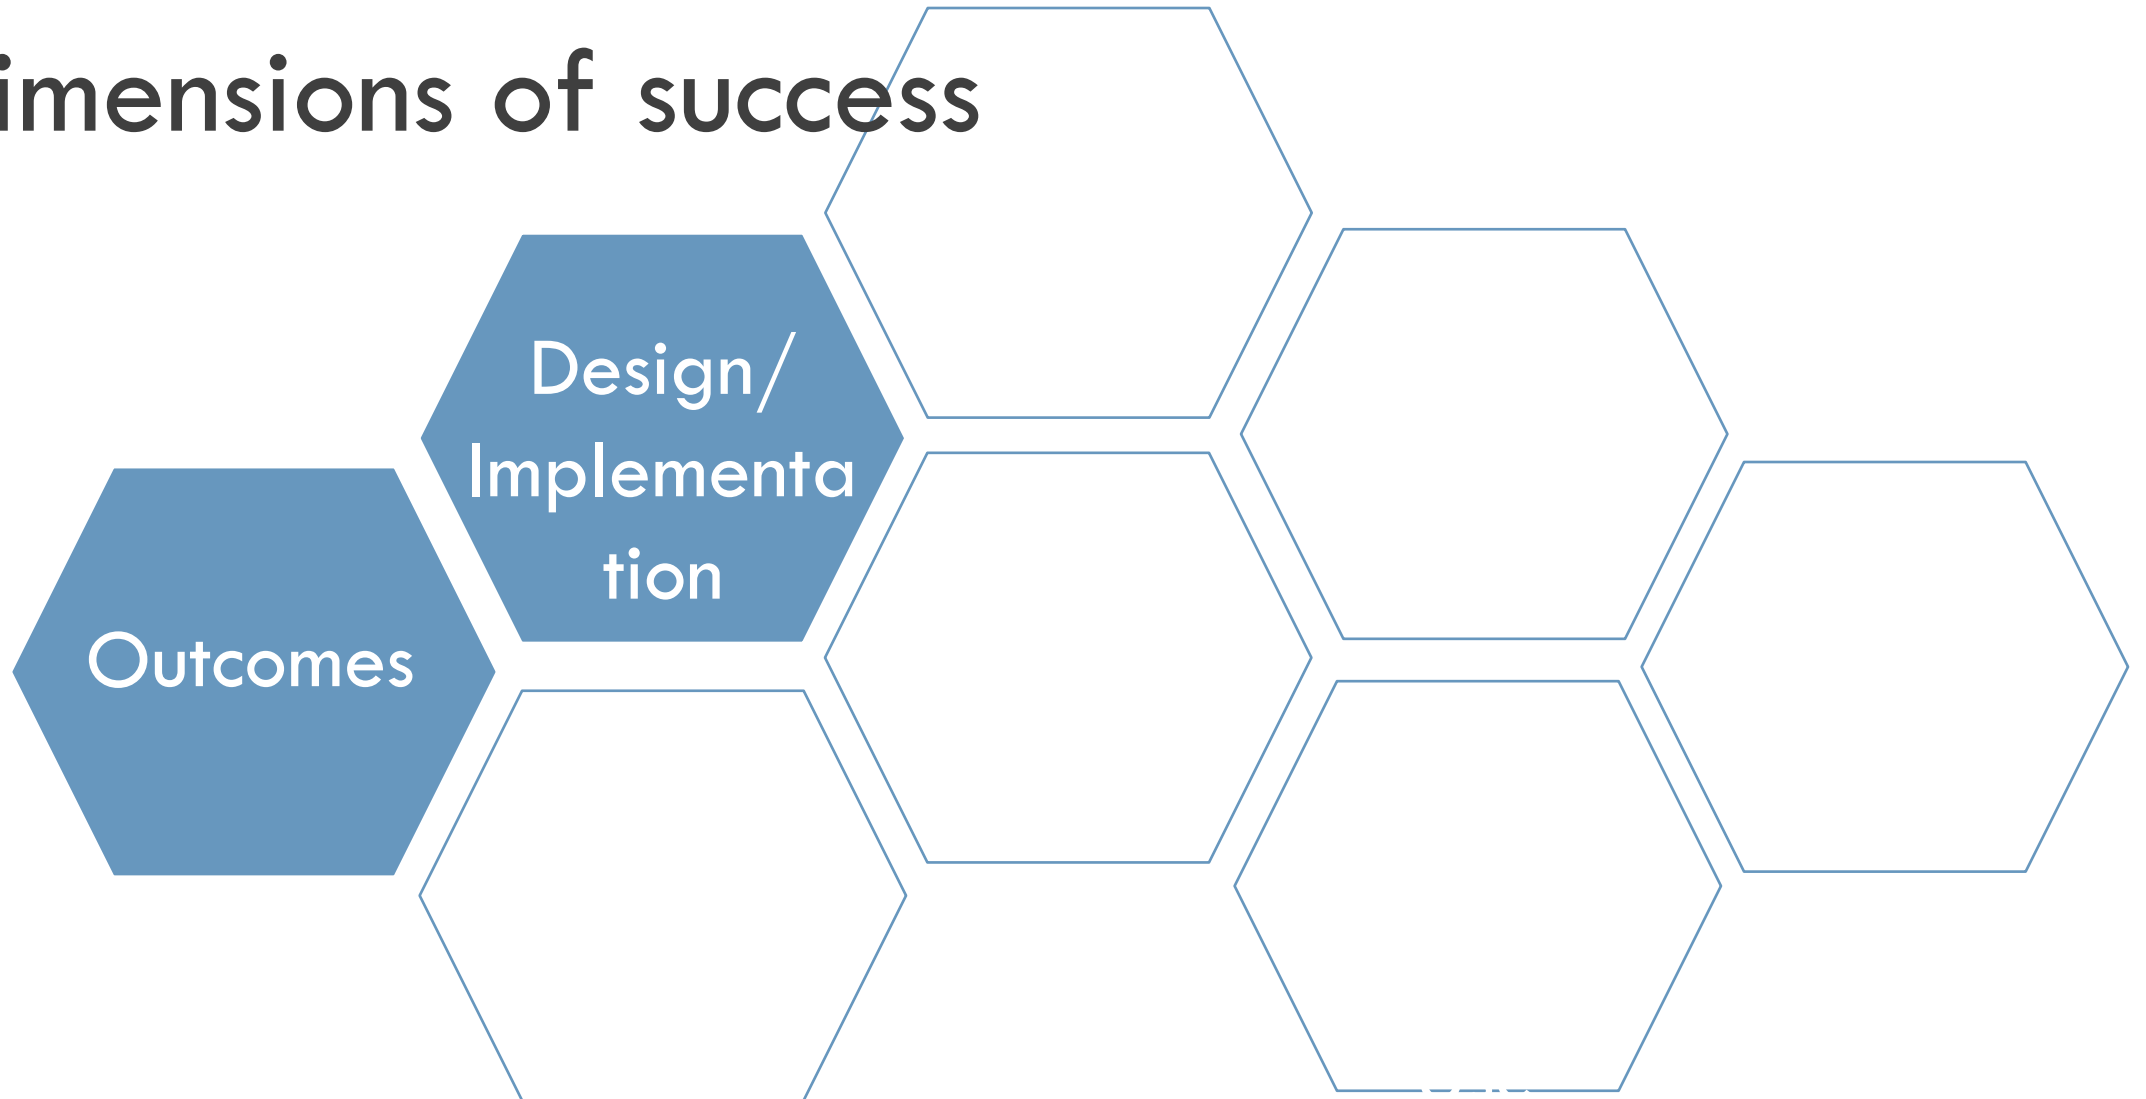 imensions of success
Design/
Implementa
tion
Outcomes